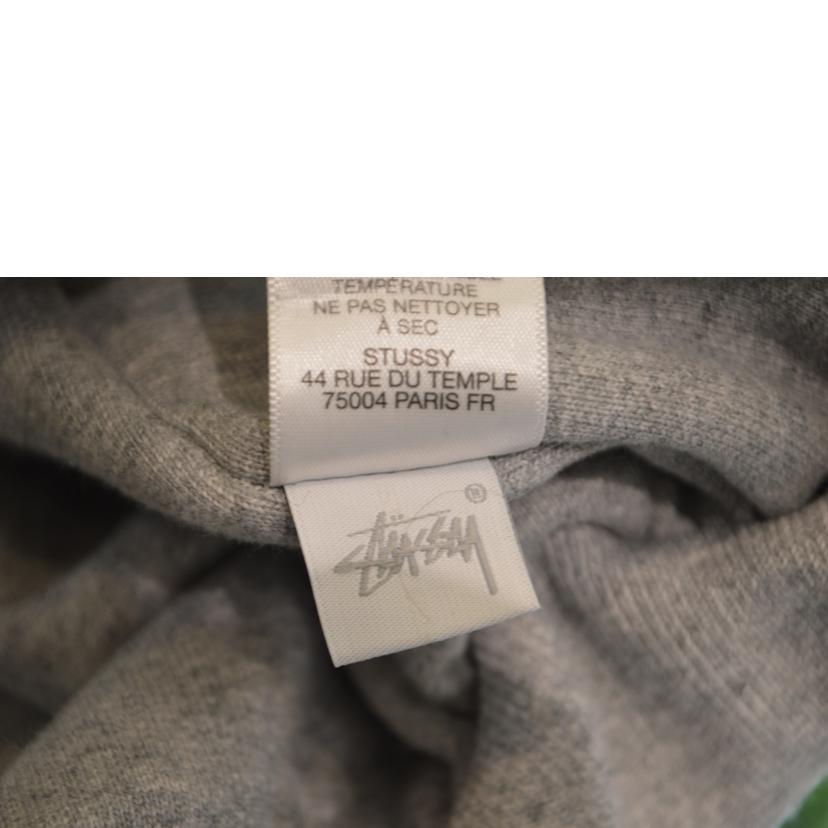 TEMPÉRATURE
NE PAS NETTOYER
À SEC
STUSSY
44 RUE DU TEMPLE
75004 PARIS FR
STÜSSY ®